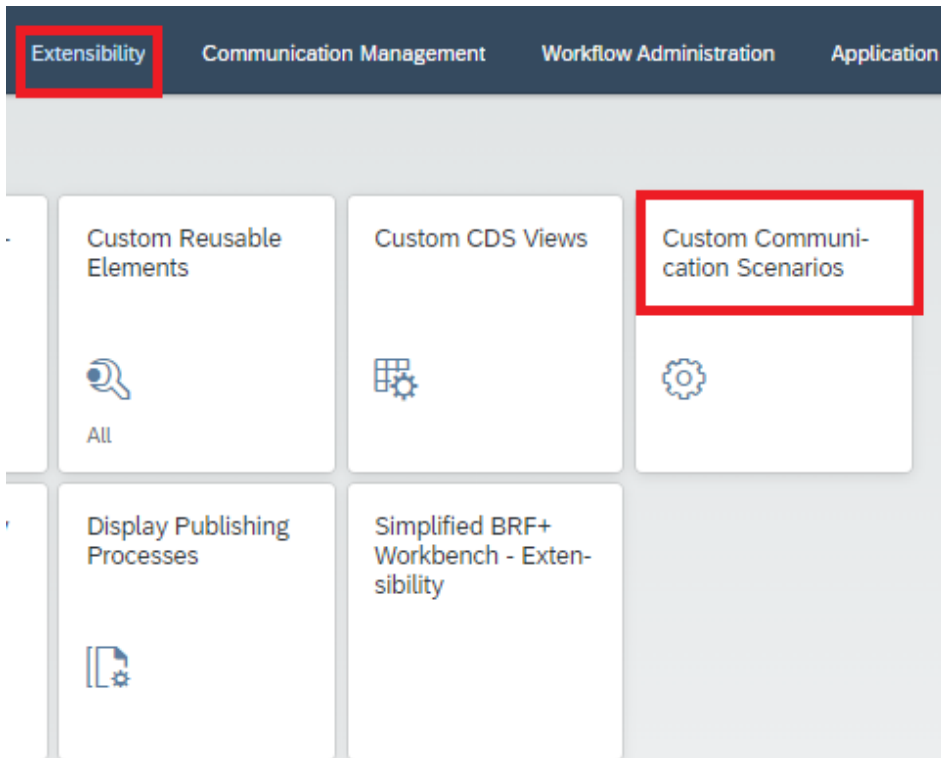 Extensibility Communication Management Workflow Administration Application
-
Custom Reusable
Elements
All
Custom CDS Views
Custom Communi-
cation Scenarios
Display Publishing
Processes
Simplified BRF+
Workbench - Exten-
sibility